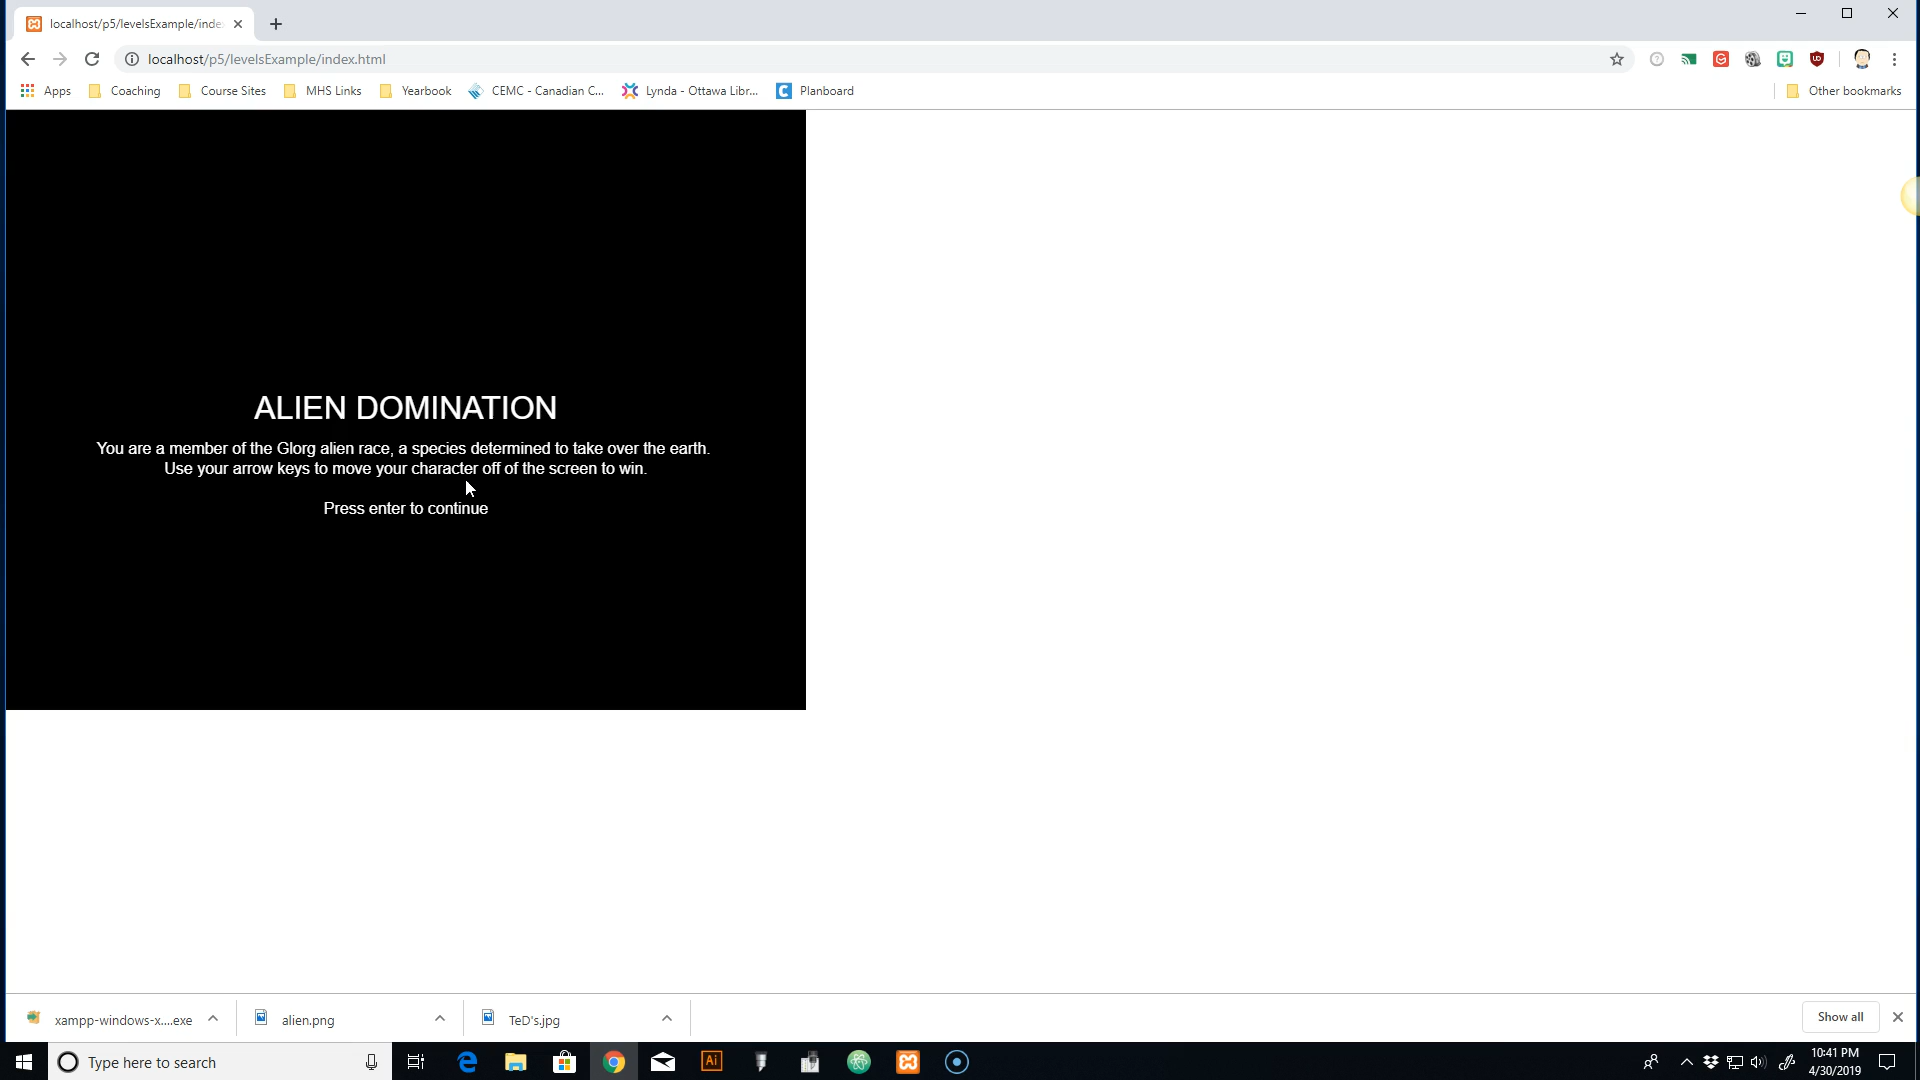 localhost/p5/levelsExample/inde
localhost/p5/levelsExample/index.html
Apps Coaching Course Sites MHS Links Yearbook CEMC - Canadian C... Lynda - Ottawa Libr... Planboard Other bookmarks
ALIEN DOMINATION
You are a member of the Glorg alien race, a species determined to take over the earth.
Use your arrow keys to move your character off of the screen to win.
Press enter to continue
xampp-windows-x....exe alien.png TeD's.jpg Show all
Type here to search
Ai
10:41 PM
4/30/2019